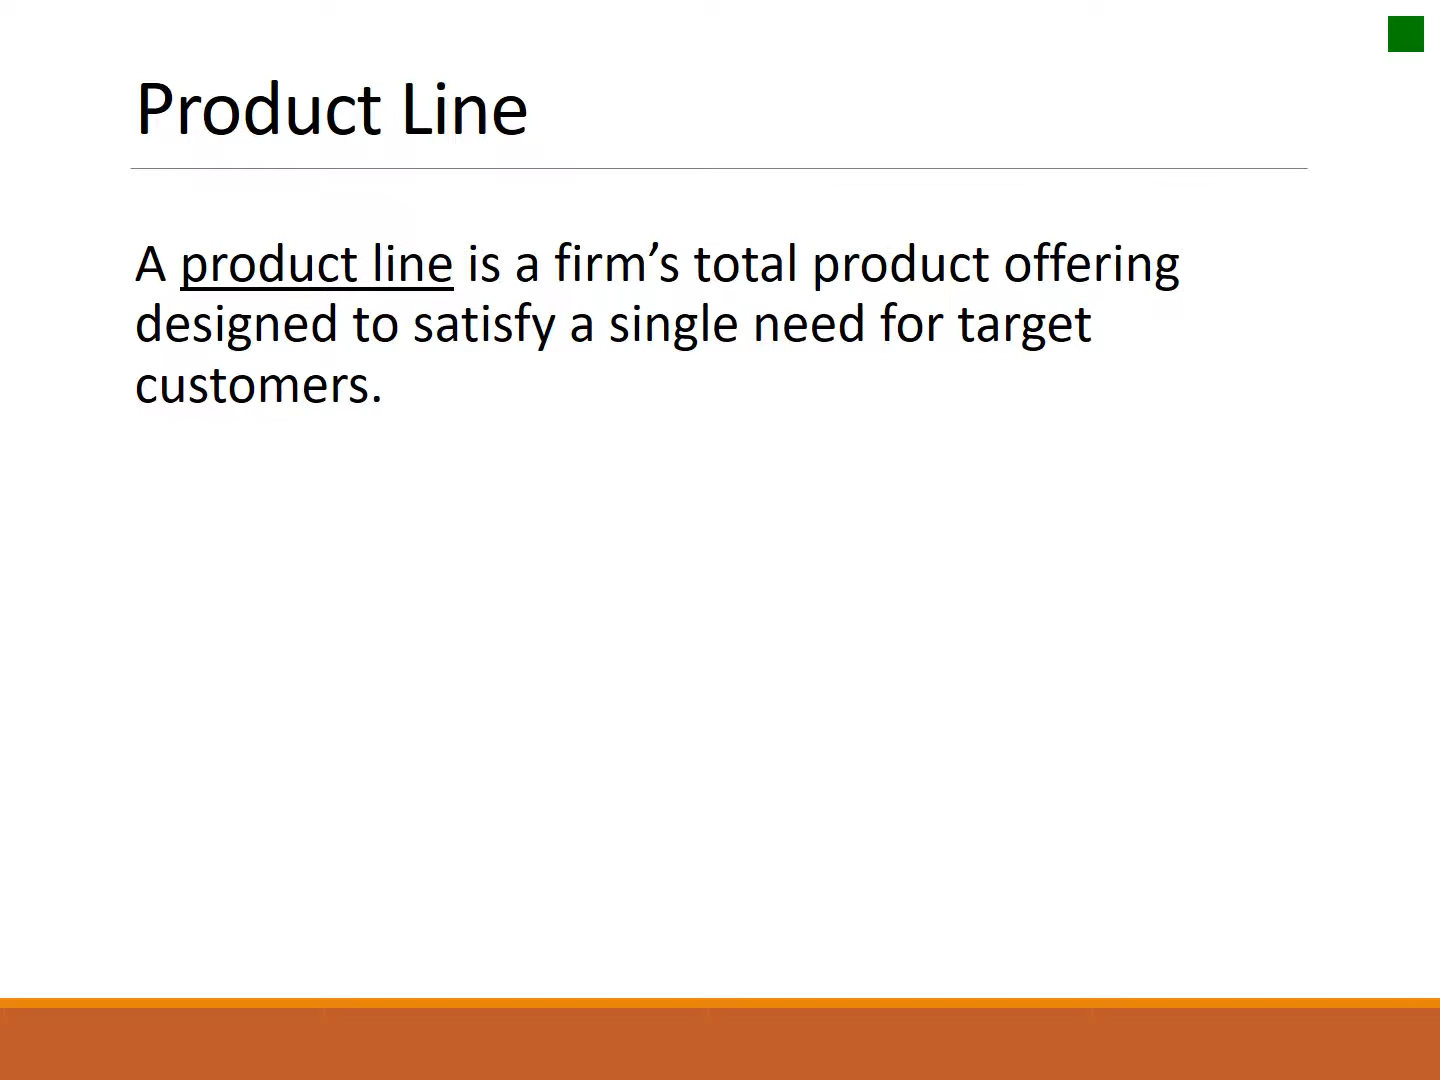 Product Line
A product line is a firm’s total product offering
designed to satisfy a single need for target
customers.